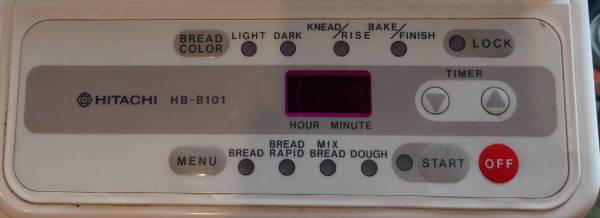 BREAD COLOR
LIGHT DARK KNEAD/RISE BAKE/FINISH
LOCK
TIMER
HITACHI HB-B101
HOUR MINUTE
MENU
BREAD BREAD RAPID MIX BREAD DOUGH
START
OFF